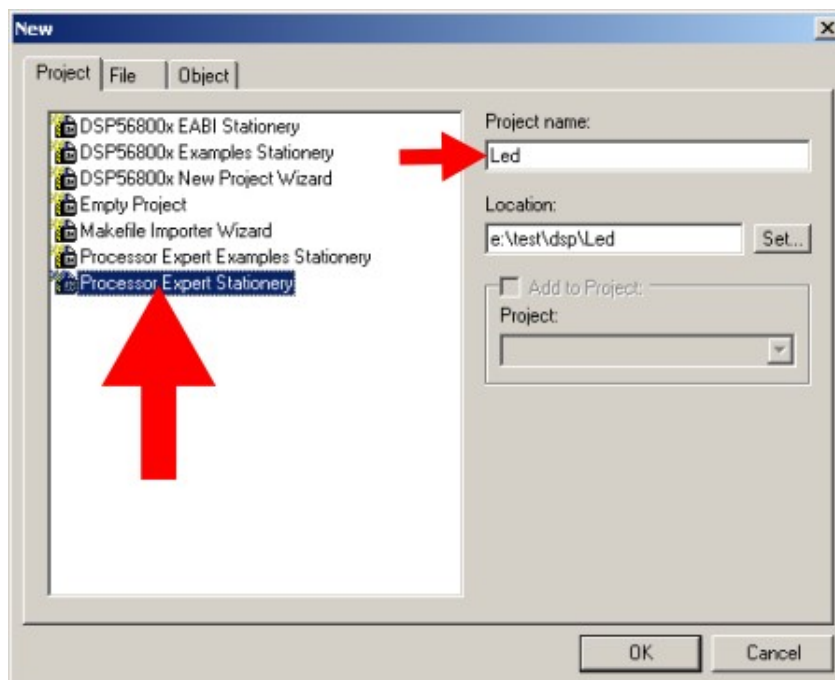 New
Project
File
Object
DSP56800x EABI Stationery
DSP56800x Examples Stationery
DSP56800x New Project Wizard
Empty Project
Makefile Importer Wizard
Processor Expert Examples Stationery
Processor Expert Stationery
Project name:
Led
Location:
e:\test\dsp\Led
Set...
Add to Project:
Project:
OK
Cancel